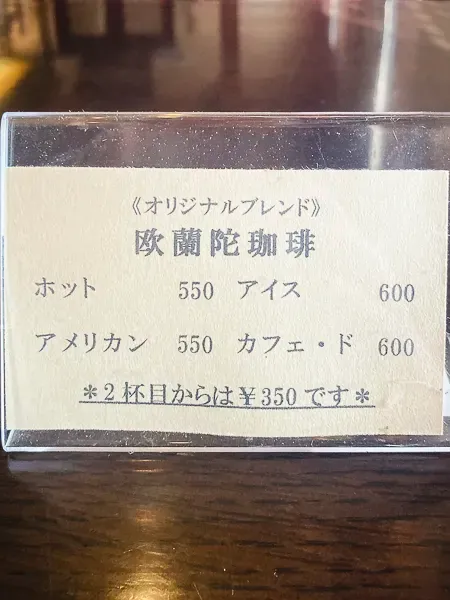 《オリジナルブレンド》
欧蘭陀珈琲
ホット 550 アイス 600
アメリカン 550 カフェ・ド 600
＊2杯目からは￥350です＊